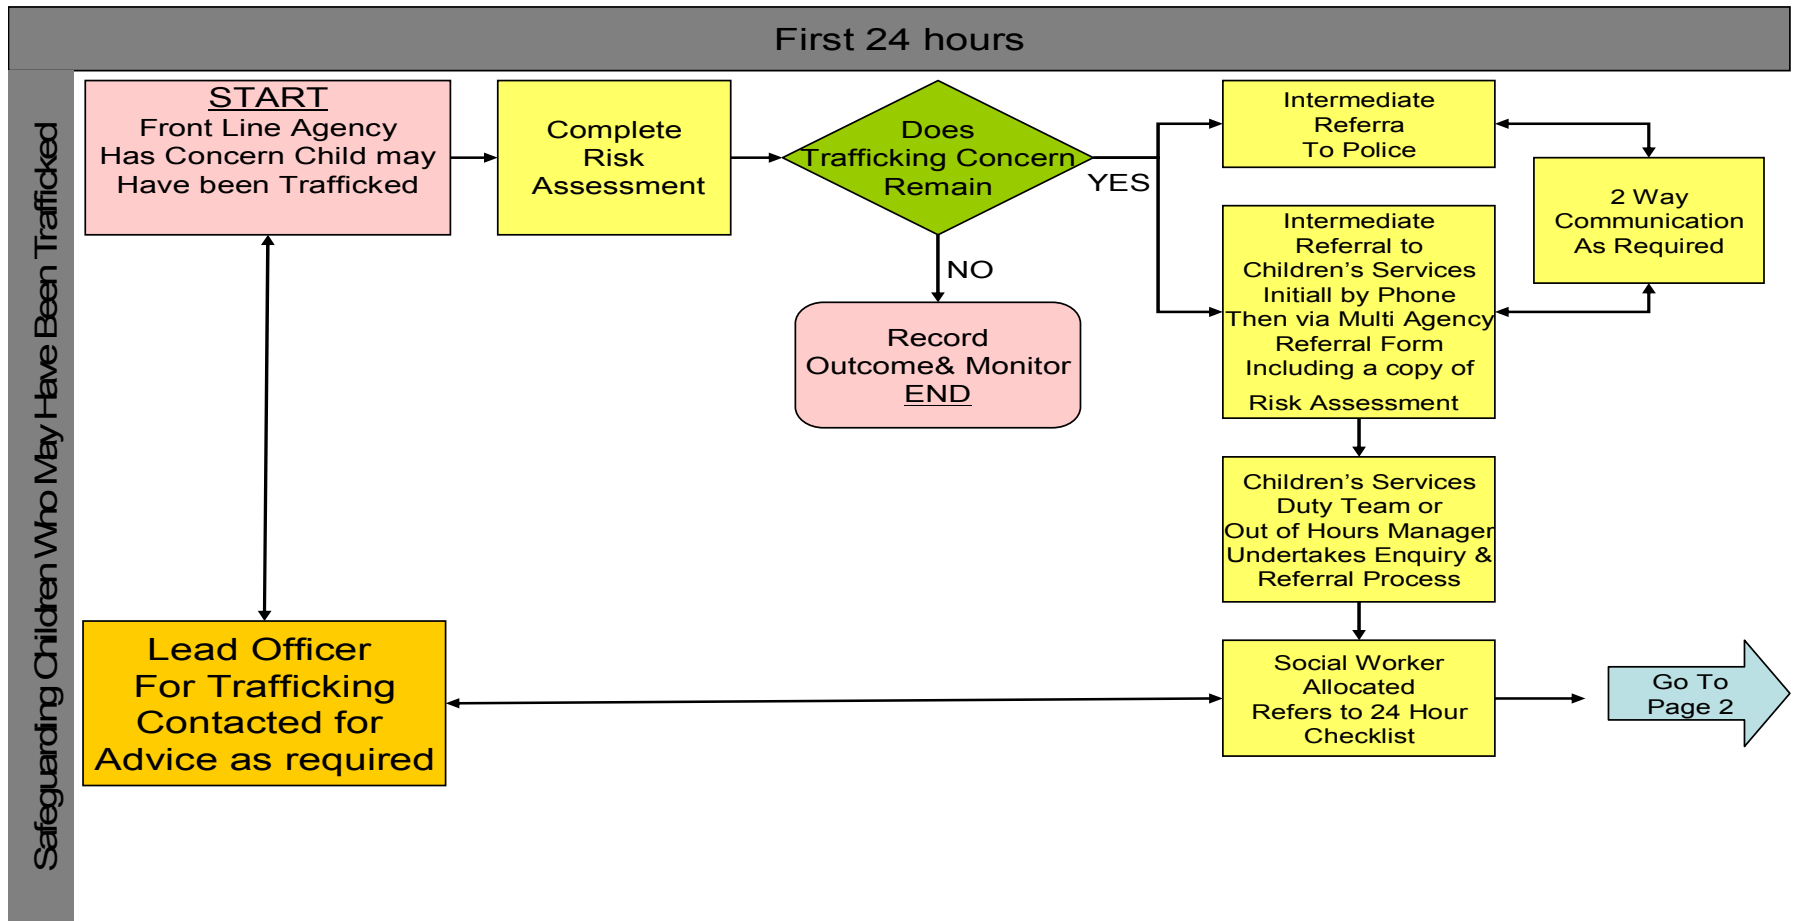 First 24 hours
Safeguarding Children Who May Have Been Trafficked
START
Front Line Agency
Has Concern Child may
Have been Trafficked
Complete
Risk
Assessment
Does
Trafficking Concern
Remain
YES
NO
Record
Outcome& Monitor
END
Intermediate
Referra
To Police
2 Way
Communication
As Required
Intermediate
Referral to
Children’s Services
Initiall by Phone
Then via Multi Agency
Referral Form
Including a copy of
Risk Assessment
Children’s Services
Duty Team or
Out of Hours Manager
Undertakes Enquiry &
Referral Process
Lead Officer
For Trafficking
Contacted for
Advice as required
Social Worker
Allocated
Refers to 24 Hour
Checklist
Go To
Page 2